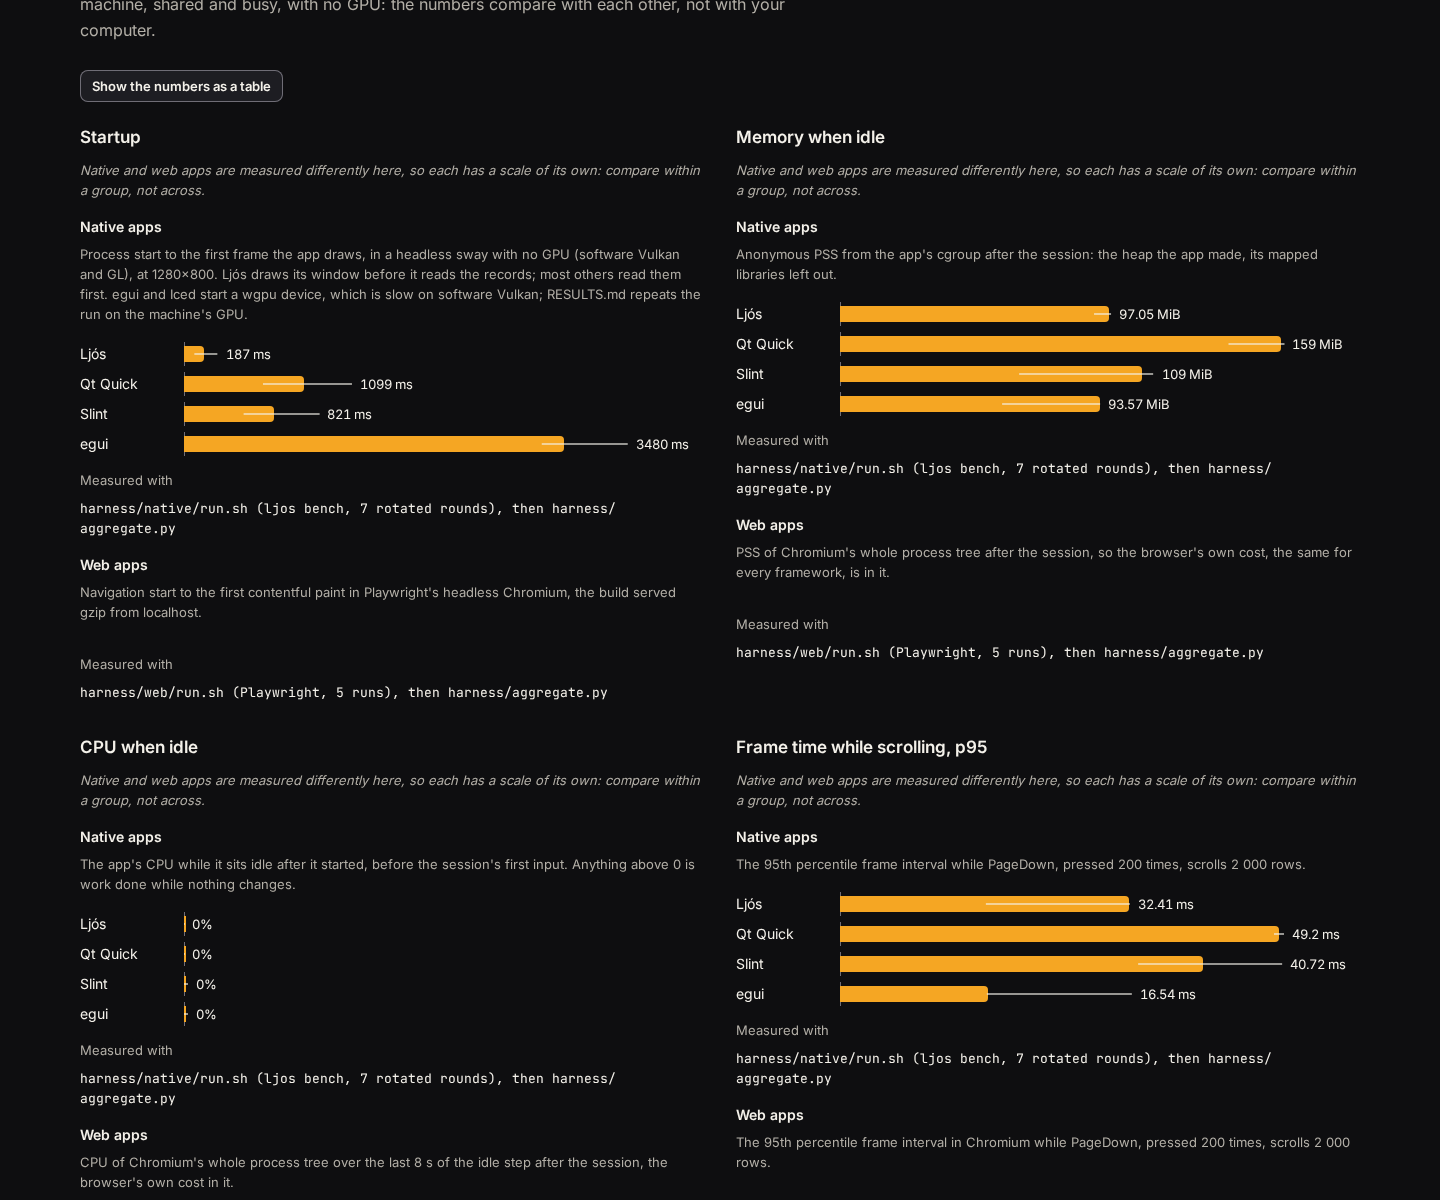 machine, shared and busy, with no GPU: the numbers compare with each other, not with your
computer.
Show the numbers as a table
Startup
Native and web apps are measured differently here, so each has a scale of its own: compare within
a group, not across.
Native apps
Process start to the first frame the app draws, in a headless sway with no GPU (software Vulkan
and GL), at 1280×800. Ljós draws its window before it reads the records; most others read them
first. egui and Iced start a wgpu device, which is slow on software Vulkan; RESULTS.md repeats the
run on the machine's GPU.
Ljós 187 ms
Qt Quick 1099 ms
Slint 821 ms
egui 3480 ms
Measured with
harness/native/run.sh (ljos bench, 7 rotated rounds), then harness/
aggregate.py
Web apps
Navigation start to the first contentful paint in Playwright's headless Chromium, the build served
gzip from localhost.
Measured with
harness/web/run.sh (Playwright, 5 runs), then harness/aggregate.py
Memory when idle
Native and web apps are measured differently here, so each has a scale of its own: compare within
a group, not across.
Native apps
Anonymous PSS from the app's cgroup after the session: the heap the app made, its mapped
libraries left out.
Ljós 97.05 MiB
Qt Quick 159 MiB
Slint 109 MiB
egui 93.57 MiB
Measured with
harness/native/run.sh (ljos bench, 7 rotated rounds), then harness/
aggregate.py
Web apps
PSS of Chromium's whole process tree after the session, so the browser's own cost, the same for
every framework, is in it.
Measured with
harness/web/run.sh (Playwright, 5 runs), then harness/aggregate.py
CPU when idle
Native and web apps are measured differently here, so each has a scale of its own: compare within
a group, not across.
Native apps
The app's CPU while it sits idle after it started, before the session's first input. Anything above 0 is
work done while nothing changes.
Ljós 0%
Qt Quick 0%
Slint 0%
egui 0%
Measured with
harness/native/run.sh (ljos bench, 7 rotated rounds), then harness/
aggregate.py
Web apps
CPU of Chromium's whole process tree over the last 8 s of the idle step after the session, the
browser's own cost in it.
Frame time while scrolling, p95
Native and web apps are measured differently here, so each has a scale of its own: compare within
a group, not across.
Native apps
The 95th percentile frame interval while PageDown, pressed 200 times, scrolls 2 000 rows.
Ljós 32.41 ms
Qt Quick 49.2 ms
Slint 40.72 ms
egui 16.54 ms
Measured with
harness/native/run.sh (ljos bench, 7 rotated rounds), then harness/
aggregate.py
Web apps
The 95th percentile frame interval in Chromium while PageDown, pressed 200 times, scrolls 2 000
rows.